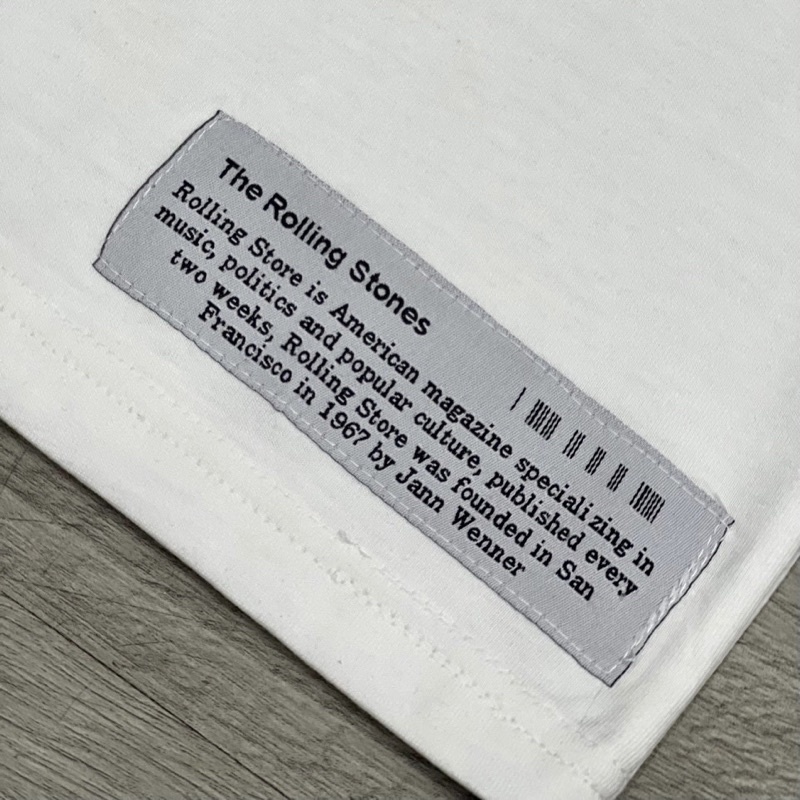 The Rolling Stones
Rolling Store is American magazine specializing in
music, politics and popular culture, published every
two weeks, Rolling Store was founded in San
Francisco in 1967 by Jann Wenner